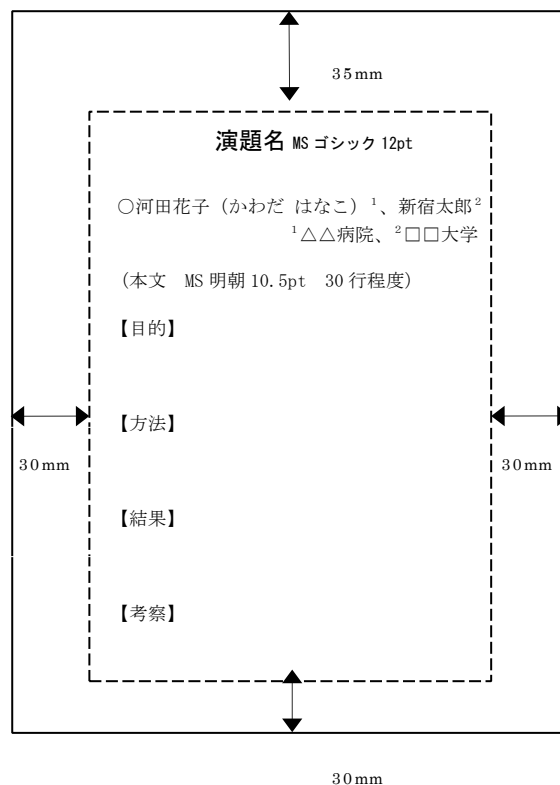 35mm
演題名 MS ゴシック 12pt
○河田花子（かわだ はなこ）¹、新宿太郎²
¹△△病院、²□□大学
(本文　MS 明朝 10.5pt　30 行程度)
【目的】
【方法】
30mm
30mm
【結果】
【考察】
30mm